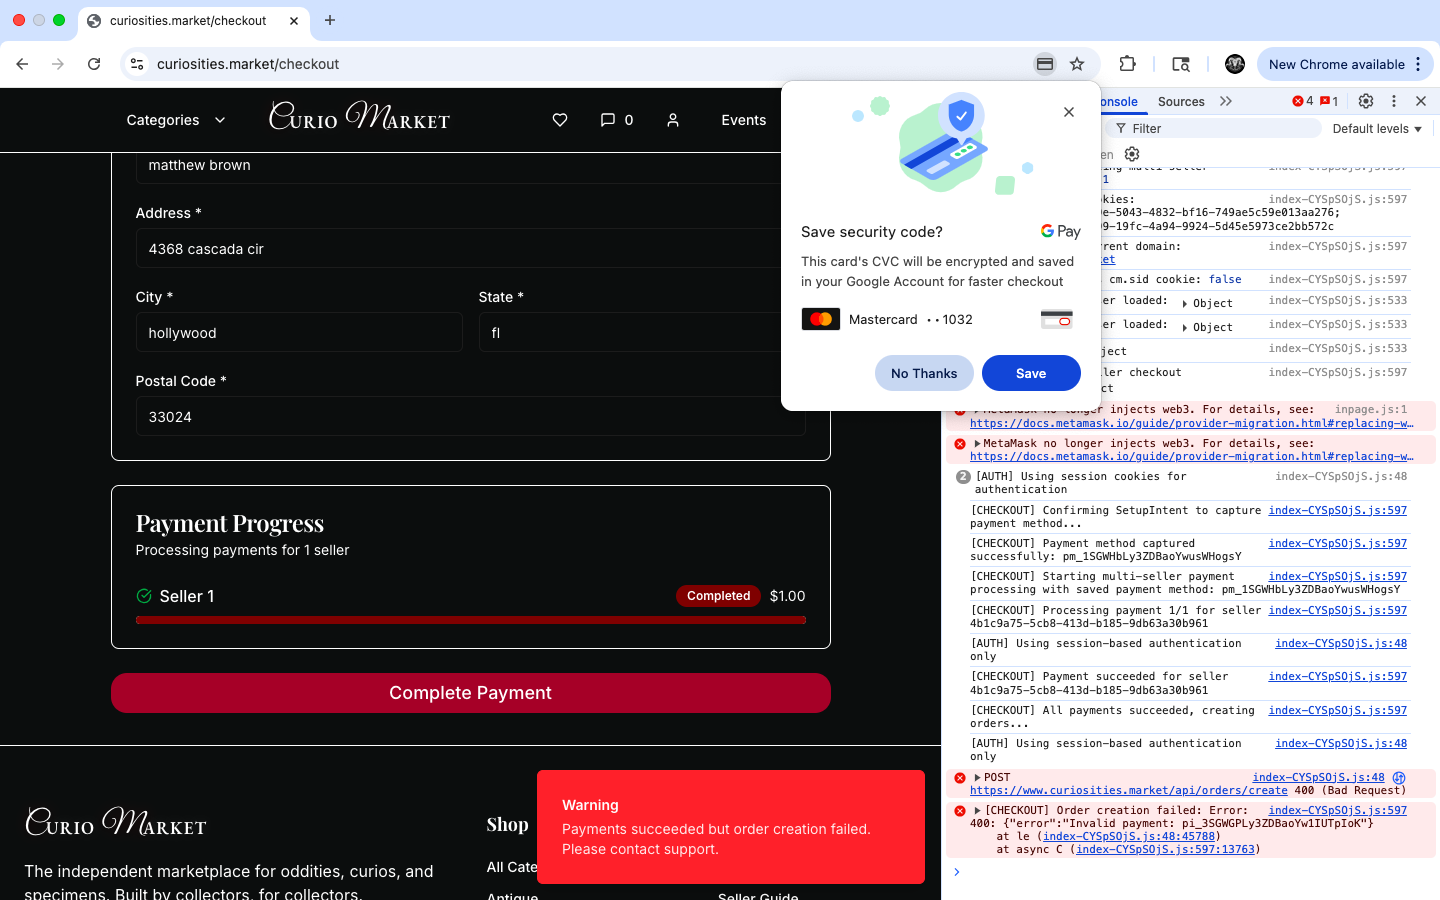 curiosities.market/checkout
curiosities.market/checkout
New Chrome available
Categories
Curio Market
0
Events
matthew brown
Address *
4368 cascada cir
City *
State *
hollywood
fl
Postal Code *
33024
Payment Progress
Processing payments for 1 seller
Seller 1
Completed
$1.00
Complete Payment
Curio Market
The independent marketplace for oddities, curios, and
specimens. Built by collectors, for collectors.
Shop
All Cate
Antique
Seller Guide
Warning
Payments succeeded but order creation failed.
Please contact support.
Save security code?
G Pay
This card's CVC will be encrypted and saved
in your Google Account for faster checkout
Mastercard ••1032
No Thanks
Save
onsole
Sources
4
1
Filter
Default levels
en
index-CYSpSOjS.js:597
1
kies:
index-CYSpSOjS.js:597
e-5043-4832-bf16-749ae5c59e013aa276;
9-19fc-4a94-9924-5d45e5973ce2bb572c
rrent domain:
index-CYSpSOjS.js:597
ket
cm.sid cookie: false
index-CYSpSOjS.js:597
er loaded: Object
index-CYSpSOjS.js:533
er loaded: Object
index-CYSpSOjS.js:533
ject
index-CYSpSOjS.js:533
ller checkout
index-CYSpSOjS.js:597
ct
MetaMask no longer injects web3. For details, see:
inpage.js:1
https://docs.metamask.io/guide/provider-migration.html#replacing-w…
MetaMask no longer injects web3. For details, see:
https://docs.metamask.io/guide/provider-migration.html#replacing-w…
2
[AUTH] Using session cookies for
index-CYSpSOjS.js:48
authentication
[CHECKOUT] Confirming SetupIntent to capture
index-CYSpSOjS.js:597
payment method...
[CHECKOUT] Payment method captured
index-CYSpSOjS.js:597
successfully: pm_1SGWHbLy3ZDBaoYwusWHogsY
[CHECKOUT] Starting multi-seller payment
index-CYSpSOjS.js:597
processing with saved payment method: pm_1SGWHbLy3ZDBaoYwusWHogsY
[CHECKOUT] Processing payment 1/1 for seller
index-CYSpSOjS.js:597
4b1c9a75-5cb8-413d-b185-9db63a30b961
[AUTH] Using session-based authentication
index-CYSpSOjS.js:48
only
[CHECKOUT] Payment succeeded for seller
index-CYSpSOjS.js:597
4b1c9a75-5cb8-413d-b185-9db63a30b961
[CHECKOUT] All payments succeeded, creating
index-CYSpSOjS.js:597
orders...
[AUTH] Using session-based authentication
index-CYSpSOjS.js:48
only
POST
index-CYSpSOjS.js:48
https://www.curiosities.market/api/orders/create 400 (Bad Request)
[CHECKOUT] Order creation failed: Error:
index-CYSpSOjS.js:597
400: {"error":"Invalid payment: pi_3SGWGPLy3ZDBaoYw1IUTpIoK"}
at le (index-CYSpSOjS.js:48:45788)
at async C (index-CYSpSOjS.js:597:13763)